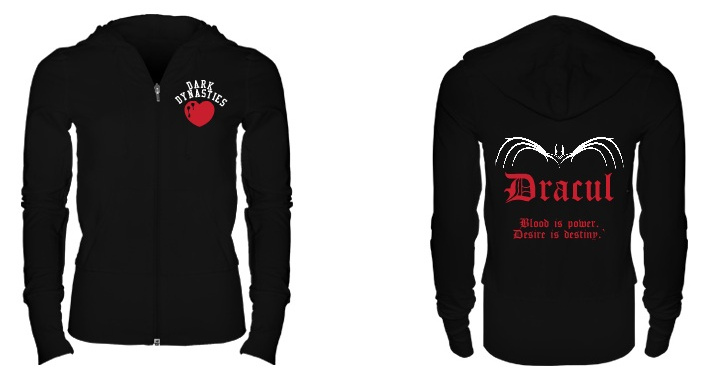 DARK
DYNASTIES
Dracul
Blood is power.
Desire is destiny.